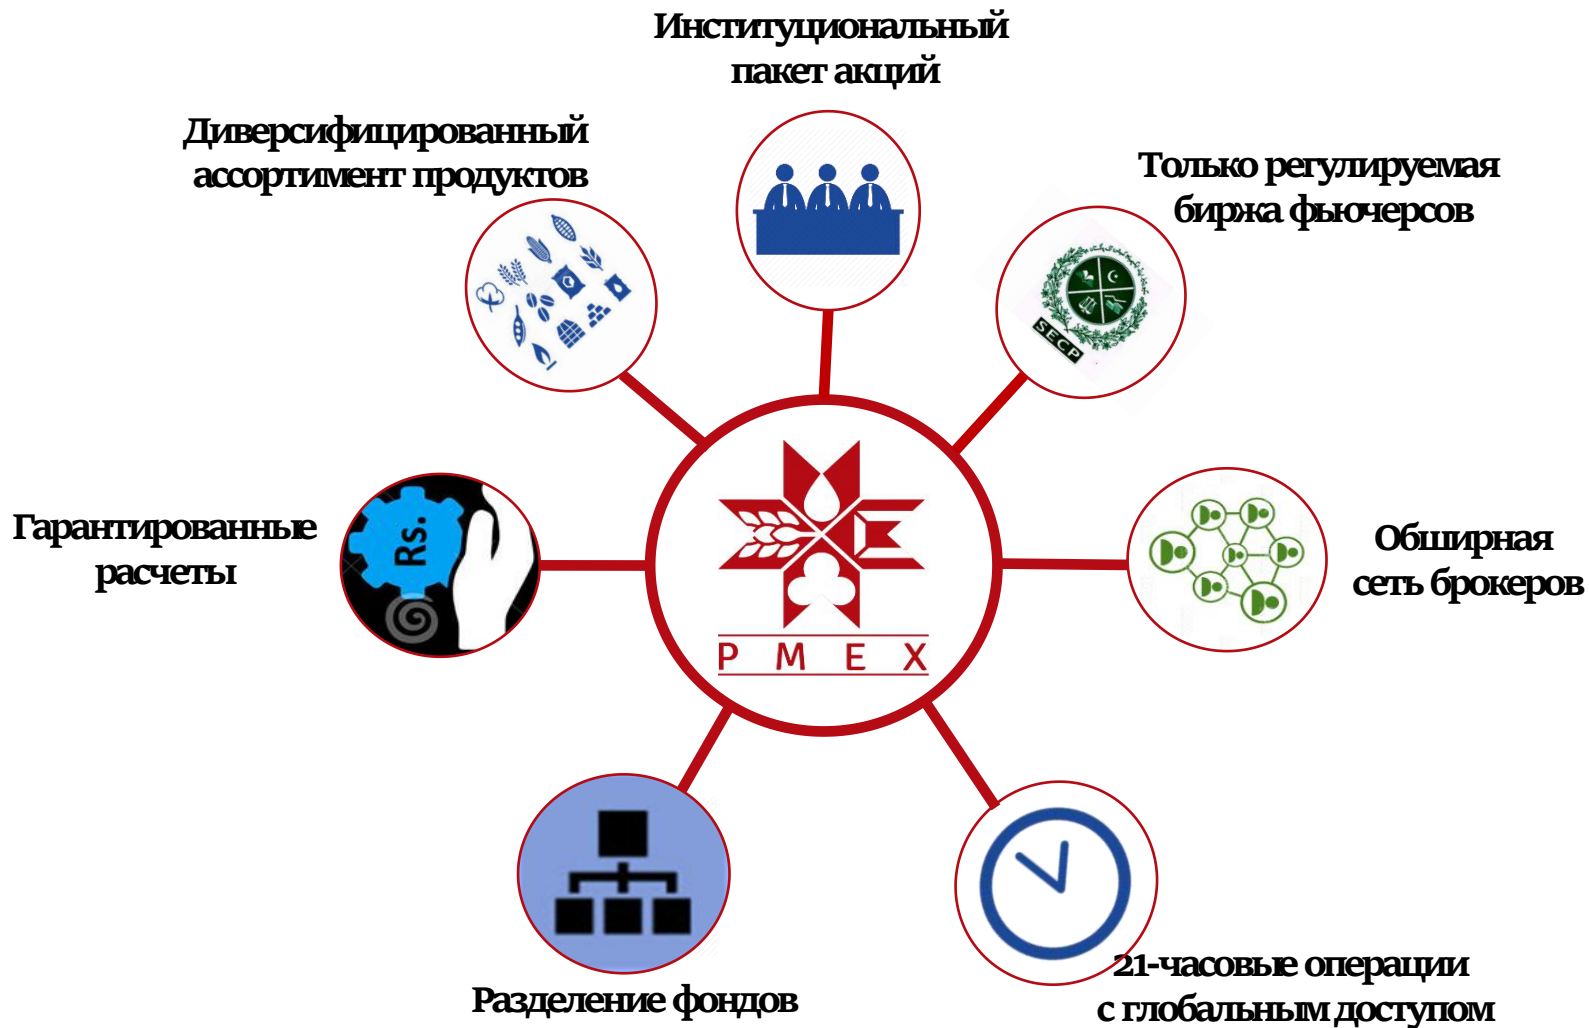 Институциональный
пакет акций
Диверсифицированный
ассортимент продуктов
Только регулируемая
биржа фьючерсов
SECP
Гарантированные
расчеты
Rs.
PMEX
Обширная
сеть брокеров
Разделение фондов
21-часовые операции
с глобальным доступом